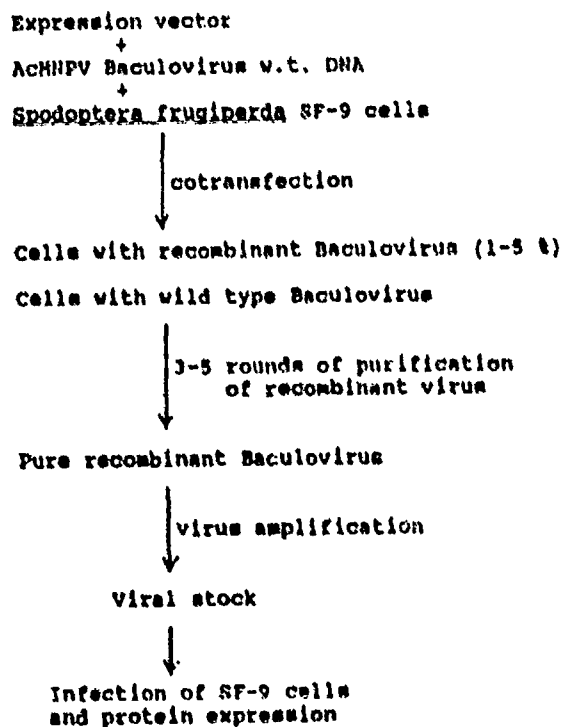 Expression vector
+
AcMNPV Baculovirus w.t. DNA
+
Spodoptera frugiperda SF-9 cells
cotransfection
Cells with recombinant Baculovirus (1-5 %)
Cells with wild type Baculovirus
3-5 rounds of purification
of recombinant virus
Pure recombinant Baculovirus
virus amplification
Viral stock
Infection of SF-9 cells
and protein expression